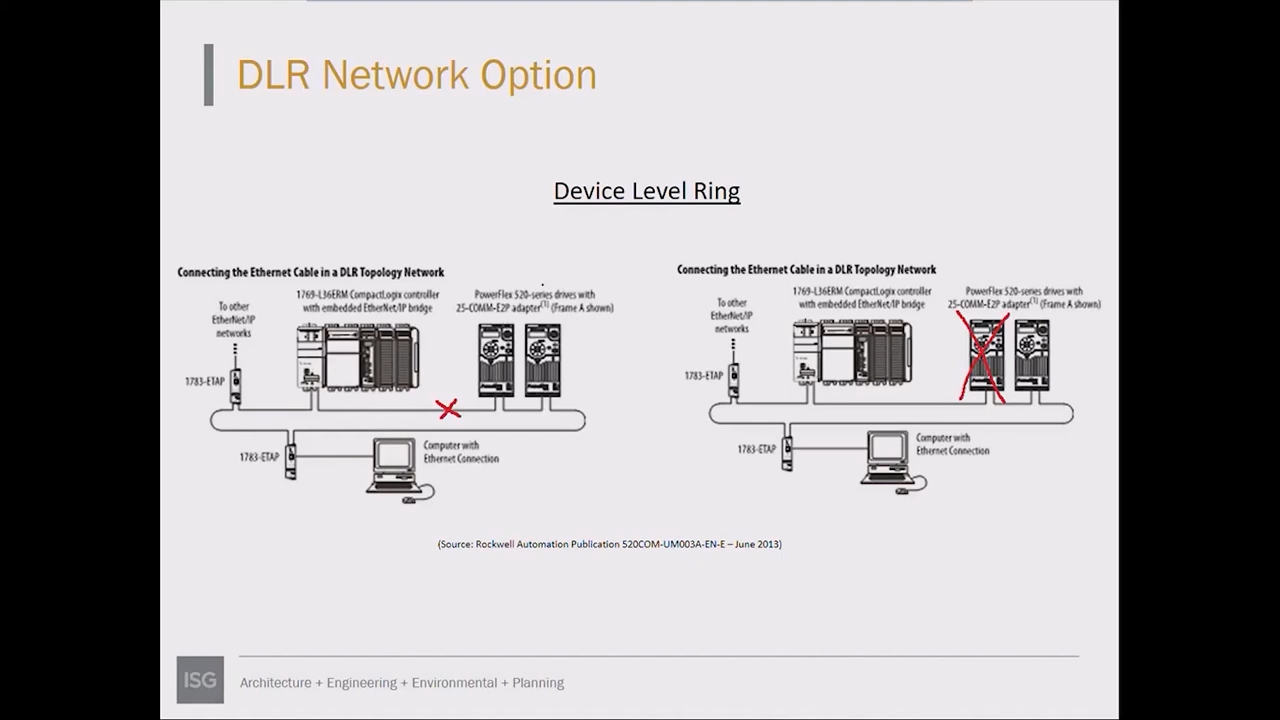 DLR Network Option
Device Level Ring
Connecting the Ethernet Cable in a DLR Topology Network
To other
EtherNet/IP
networks
1769-L36ERM CompactLogix controller
with embedded EtherNet/IP bridge
PowerFlex 520-series drives with
25-COMM-E2P adapter(1) (Frame A shown)
1783-ETAP
1783-ETAP
Computer with
Ethernet Connection
Connecting the Ethernet Cable in a DLR Topology Network
To other
EtherNet/IP
networks
1769-L36ERM CompactLogix controller
with embedded EtherNet/IP bridge
PowerFlex 520-series drives with
25-COMM-E2P adapter(1) (Frame A shown)
1783-ETAP
1783-ETAP
Computer with
Ethernet Connection
(Source: Rockwell Automation Publication 520COM-UM003A-EN-E – June 2013)
ISG
Architecture + Engineering + Environmental + Planning